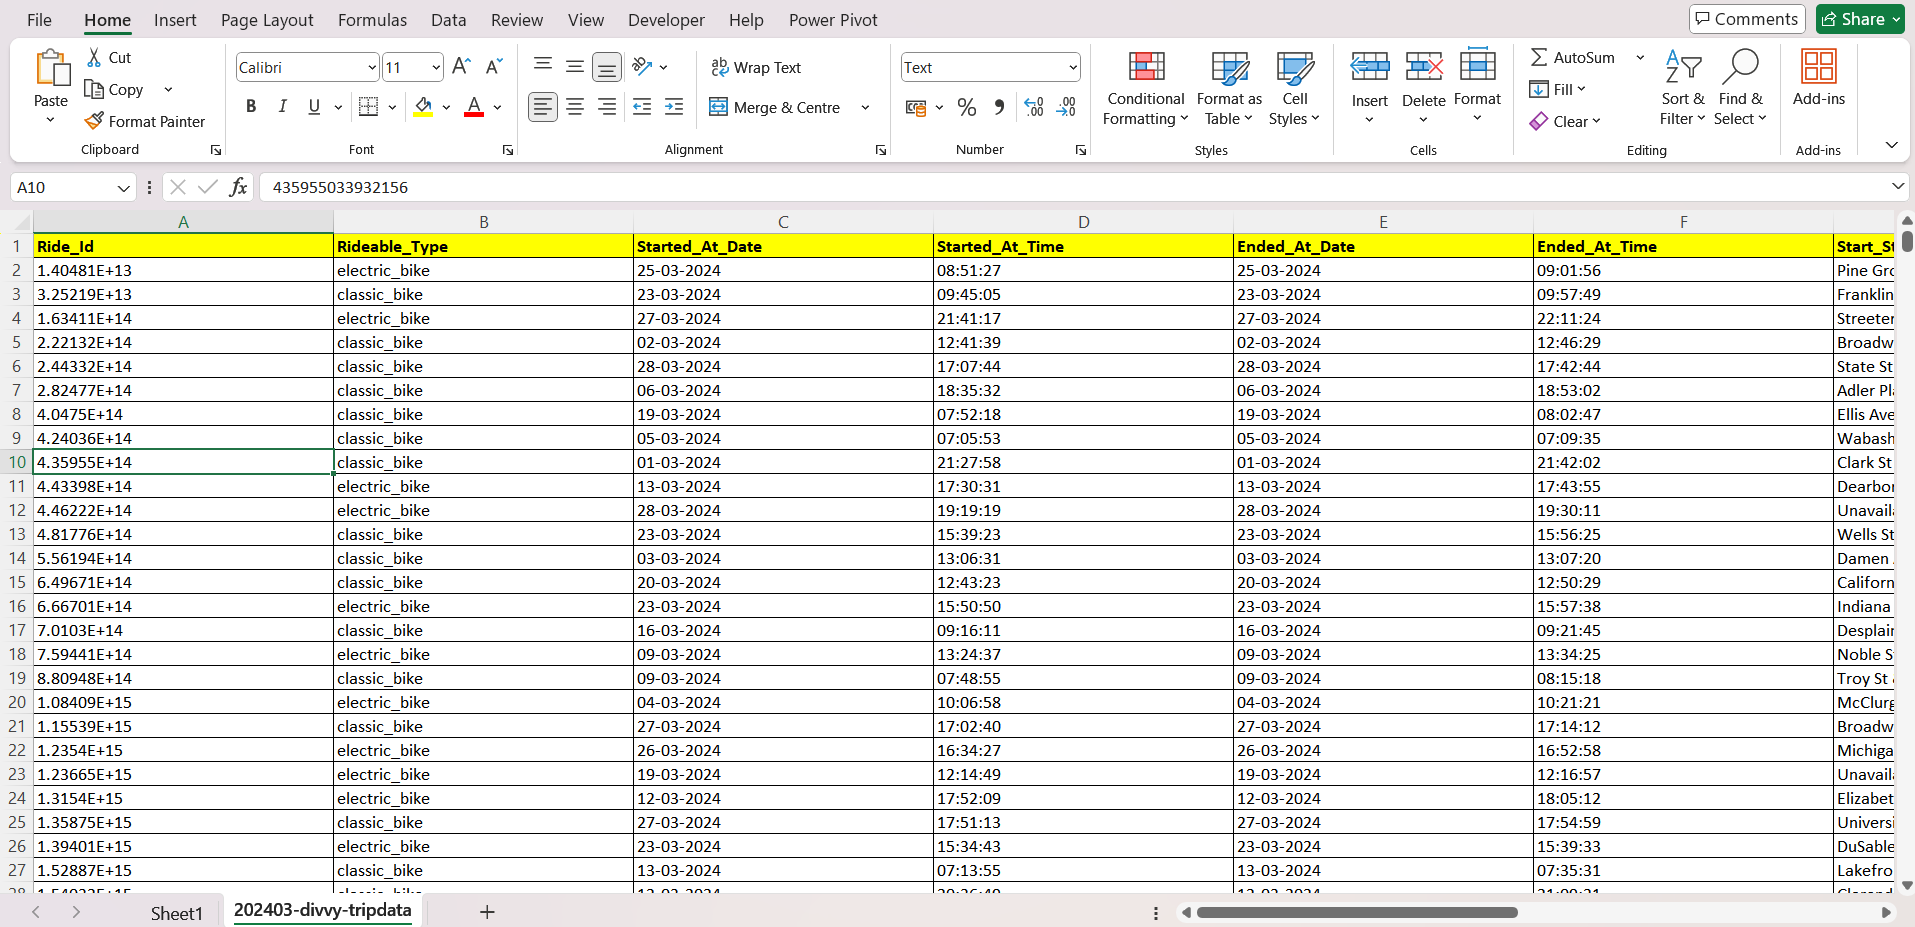 File Home Insert Page Layout Formulas Data Review View Developer Help Power Pivot Comments Share
Paste Cut Copy Format Painter Clipboard
Calibri 11 A A B I U A Font
ab Wrap Text Merge & Centre Alignment
Text % Number
Conditional Formatting Format as Table Cell Styles Styles
Insert Delete Format Cells
AutoSum Fill Clear Sort & Filter Find & Select Editing
Add-ins Add-ins
A10 fx 435955033932156
A B C D E F
1 Ride_Id Rideable_Type Started_At_Date Started_At_Time Ended_At_Date Ended_At_Time
2 1.40481E+13 electric_bike 25-03-2024 08:51:27 25-03-2024 09:01:56 Pine
3 3.25219E+13 classic_bike 23-03-2024 09:45:05 23-03-2024 09:57:49 Franklin
4 1.63411E+14 electric_bike 27-03-2024 21:41:17 27-03-2024 22:11:24 Streeter
5 2.22132E+14 classic_bike 02-03-2024 12:41:39 02-03-2024 12:46:29 Broadw
6 2.44332E+14 classic_bike 28-03-2024 17:07:44 28-03-2024 17:42:44 State St
7 2.82477E+14 classic_bike 06-03-2024 18:35:32 06-03-2024 18:53:02 Adler
8 4.0475E+14 classic_bike 19-03-2024 07:52:18 19-03-2024 08:02:47 Ellis Ave
9 4.24036E+14 classic_bike 05-03-2024 07:05:53 05-03-2024 07:09:35 Wabash
10 4.35955E+14 classic_bike 01-03-2024 21:27:58 01-03-2024 21:42:02 Clark St
11 4.43398E+14 electric_bike 13-03-2024 17:30:31 13-03-2024 17:43:55 Dearbor
12 4.46222E+14 electric_bike 28-03-2024 19:19:19 28-03-2024 19:30:11 Unavail
13 4.81776E+14 classic_bike 23-03-2024 15:39:23 23-03-2024 15:56:25 Wells St
14 5.56194E+14 classic_bike 03-03-2024 13:06:31 03-03-2024 13:07:20 Damen
15 6.49671E+14 classic_bike 20-03-2024 12:43:23 20-03-2024 12:50:29 Californ
16 6.66701E+14 electric_bike 23-03-2024 15:50:50 23-03-2024 15:57:38 Indiana
17 7.0103E+14 classic_bike 16-03-2024 09:16:11 16-03-2024 09:21:45 Desplain
18 7.59441E+14 electric_bike 09-03-2024 13:24:37 09-03-2024 13:34:25 Noble S
19 8.80948E+14 classic_bike 09-03-2024 07:48:55 09-03-2024 08:15:18 Troy St
20 1.08409E+15 electric_bike 04-03-2024 10:06:58 04-03-2024 10:21:21 McClurg
21 1.15539E+15 classic_bike 27-03-2024 17:02:40 27-03-2024 17:14:12 Broadw
22 1.2354E+15 electric_bike 26-03-2024 16:34:27 26-03-2024 16:52:58 Michiga
23 1.23665E+15 electric_bike 19-03-2024 12:14:49 19-03-2024 12:16:57 Unavail
24 1.3154E+15 electric_bike 12-03-2024 17:52:09 12-03-2024 18:05:12 Elizabet
25 1.35875E+15 classic_bike 27-03-2024 17:51:13 27-03-2024 17:54:59 Universi
26 1.39401E+15 electric_bike 23-03-2024 15:34:43 23-03-2024 15:39:33 DuSable
27 1.52887E+15 classic_bike 13-03-2024 07:13:55 13-03-2024 07:35:31 Lakefro
Sheet1 202403-divvy-tripdata